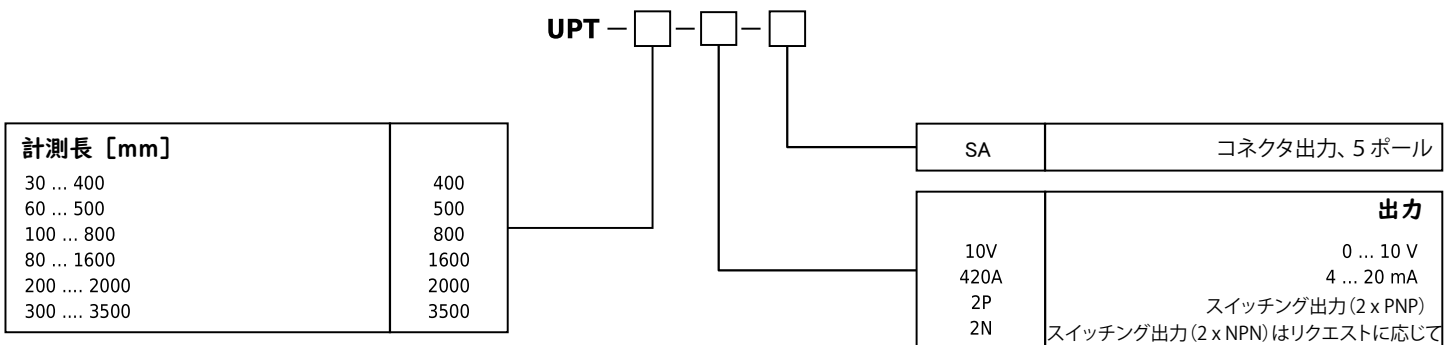 UPT – □ – □ – □
計測長［mm］
30 ... 400 400
60 ... 500 500
100 ... 800 800
80 ... 1600 1600
200 .... 2000 2000
300 .... 3500 3500
SA コネクタ出力、5 ポール
出力
10V 0 ... 10 V
420A 4 ... 20 mA
2P スイッチング出力（2 x PNP）
2N スイッチング出力（2 x NPN）はリクエストに応じて